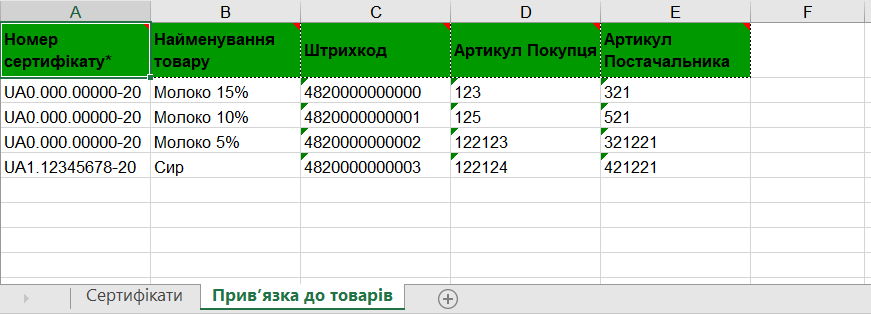 A B C D E F
Номер сертифікату* Найменування товару Штрихкод Артикул Покупця Артикул Постачальника
UA0.000.00000-20 Молоко 15% 4820000000000 123 321
UA0.000.00000-20 Молоко 10% 4820000000001 125 521
UA0.000.00000-20 Молоко 5% 4820000000002 122123 321221
UA1.12345678-20 Сир 4820000000003 122124 421221
Сертифікати Прив’язка до товарів